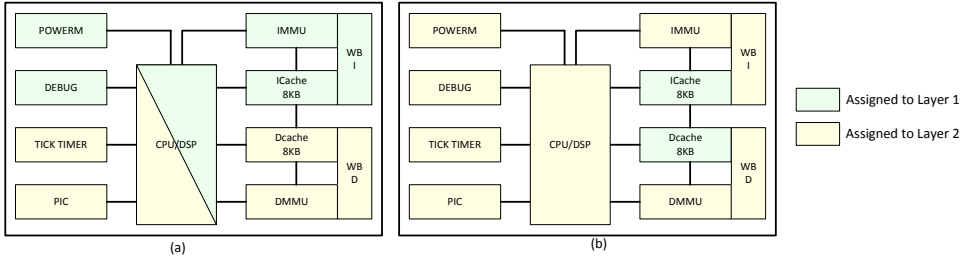 POWERM
IMMU
WB
I
DEBUG
ICache
8KB
TICK TIMER
CPU/DSP
Dcache
8KB
WB
D
PIC
DMMU
(a)
POWERM
IMMU
WB
I
DEBUG
ICache
8KB
TICK TIMER
CPU/DSP
Dcache
8KB
WB
D
PIC
DMMU
(b)
Assigned to Layer 1
Assigned to Layer 2